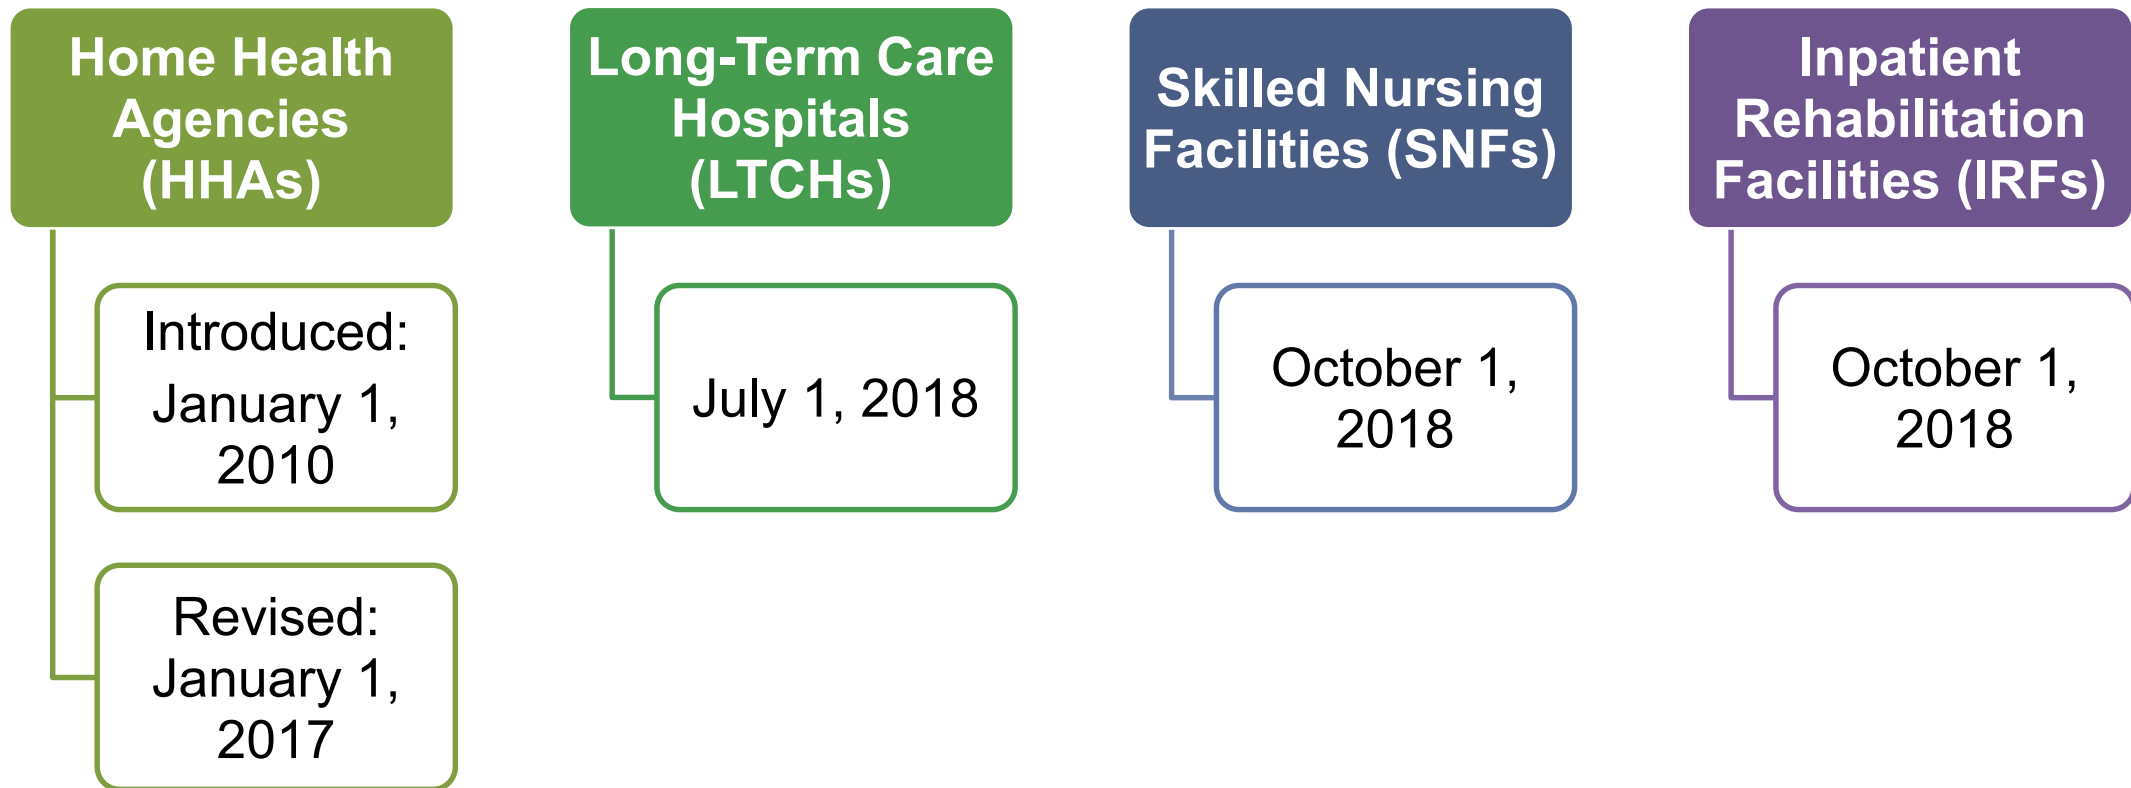 Home Health
Agencies
(HHAs)
Introduced:
January 1,
2010
Revised:
January 1,
2017
Long-Term Care
Hospitals
(LTCHs)
July 1, 2018
Skilled Nursing
Facilities (SNFs)
October 1,
2018
Inpatient
Rehabilitation
Facilities (IRFs)
October 1,
2018